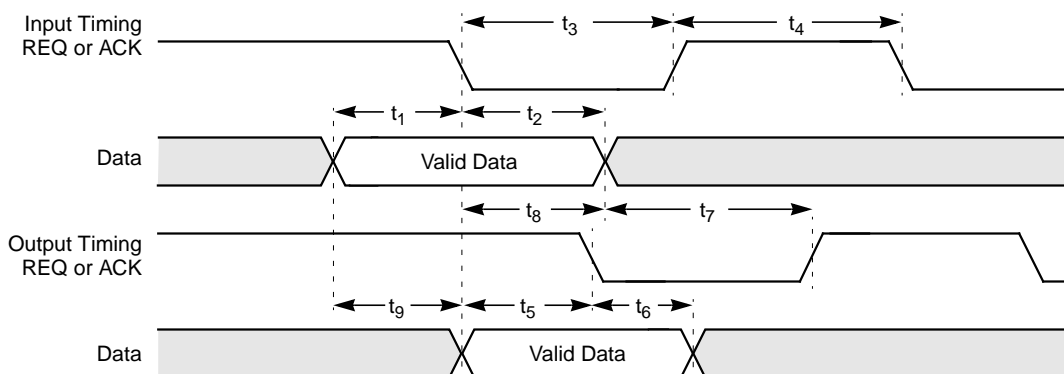 Input Timing
REQ or ACK
t3
t4
t1
t2
Data
Valid Data
t8
t7
Output Timing
REQ or ACK
t9
t5
t6
Data
Valid Data